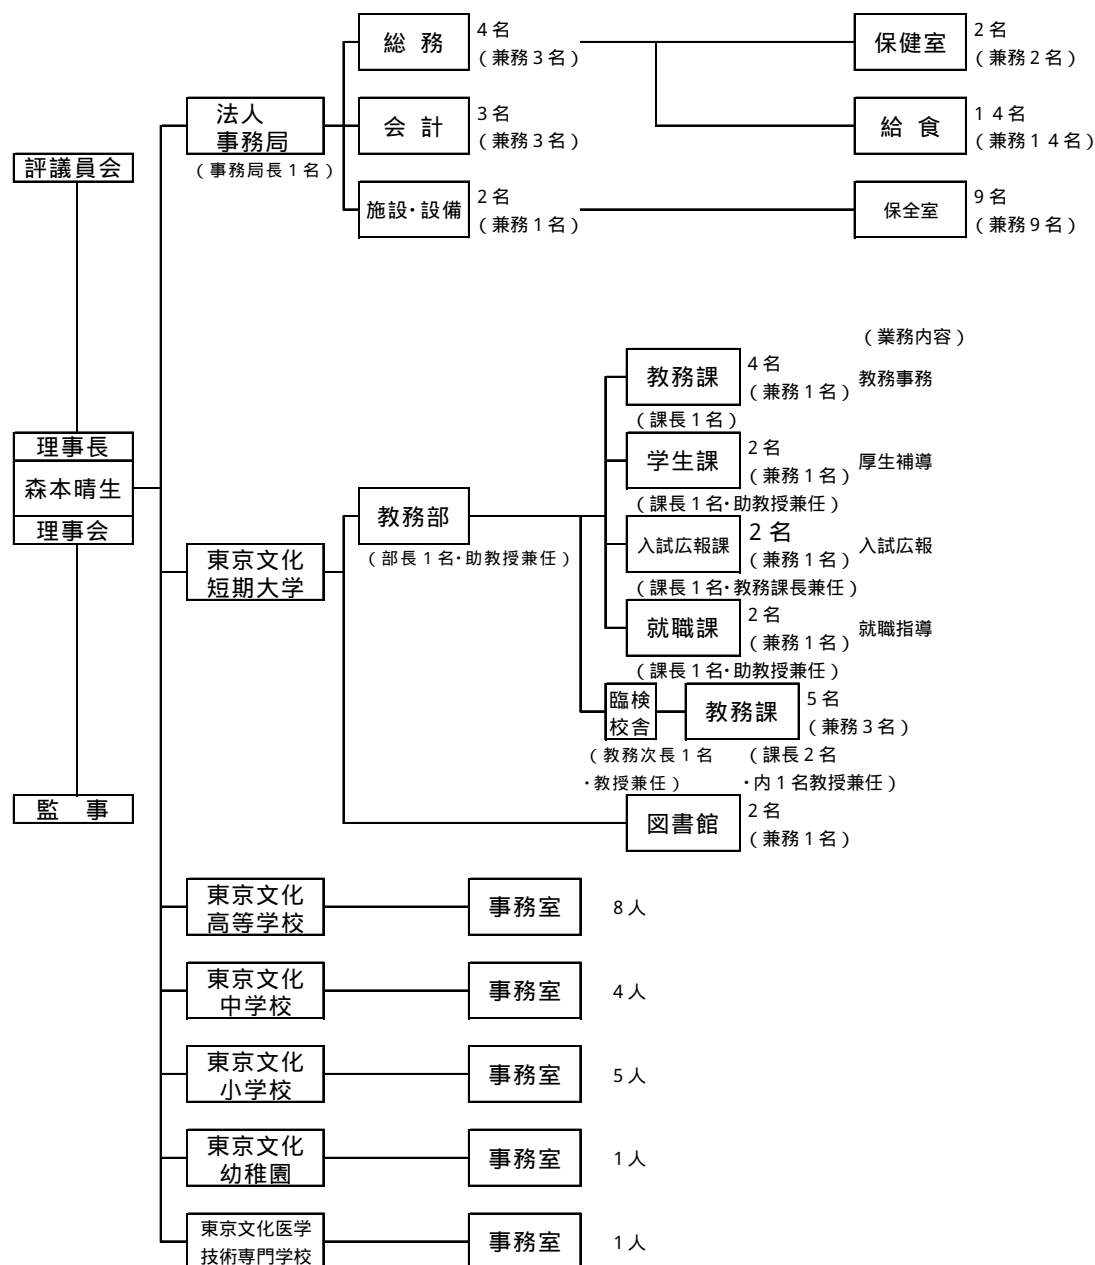 総 務
4名
(兼務3名)
保健室
2名
(兼務2名)
法人
事務局
(事務局長1名)
会 計
3名
(兼務3名)
給 食
14名
(兼務14名)
評議員会
施設・設備
2名
(兼務1名)
保全室
9名
(兼務9名)
(業務内容)
教務課
4名
(兼務1名)
教務事務
(課長1名)
理事長
森本晴生
理事会
学生課
2名
(兼務1名)
厚生補導
(課長1名・助教授兼任)
教務部
(部長1名・助教授兼任)
入試広報課
2名
(兼務1名)
入試広報
(課長1名・教務課長兼任)
東京文化
短期大学
就職課
2名
(兼務1名)
就職指導
(課長1名・助教授兼任)
臨検
校舎
(教務次長1名
・教授兼任)
教務課
5名
(兼務3名)
(課長2名
・内1名教授兼任)
監 事
図書館
2名
(兼務1名)
東京文化
高等学校
事務室
8人
東京文化
中学校
事務室
4人
東京文化
小学校
事務室
5人
東京文化
幼稚園
事務室
1人
東京文化医学
技術専門学校
事務室
1人